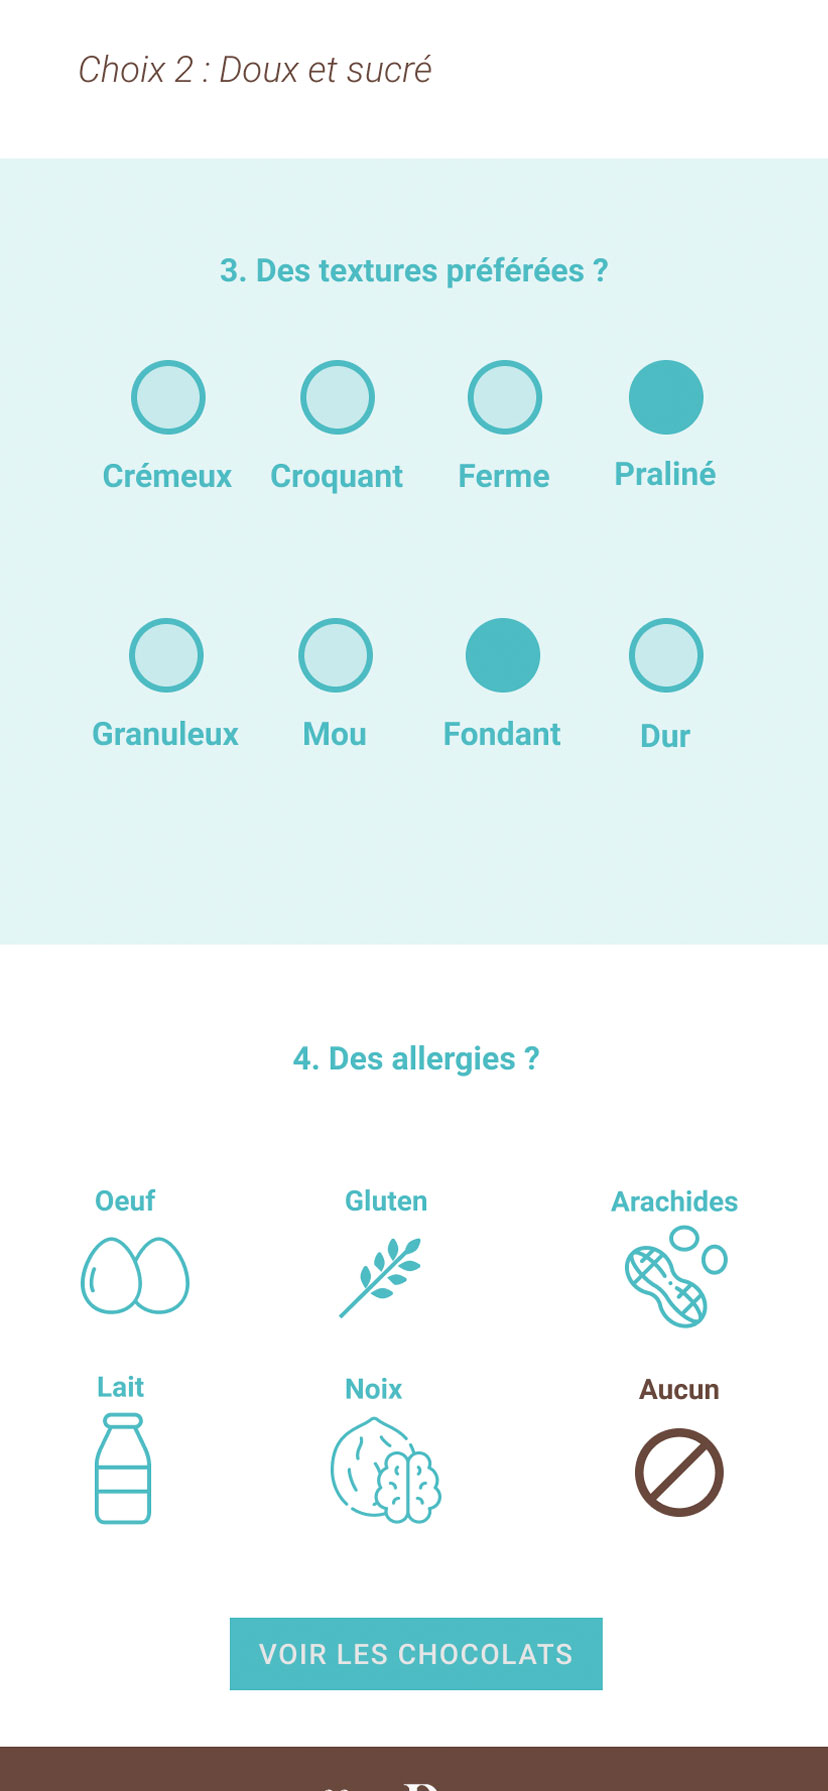 Choix 2 : Doux et sucré
3. Des textures préférées ?
Crémeux Croquant Ferme Praliné
Granuleux Mou Fondant Dur
4. Des allergies ?
Oeuf Gluten Arachides
Lait Noix Aucun
VOIR LES CHOCOLATS